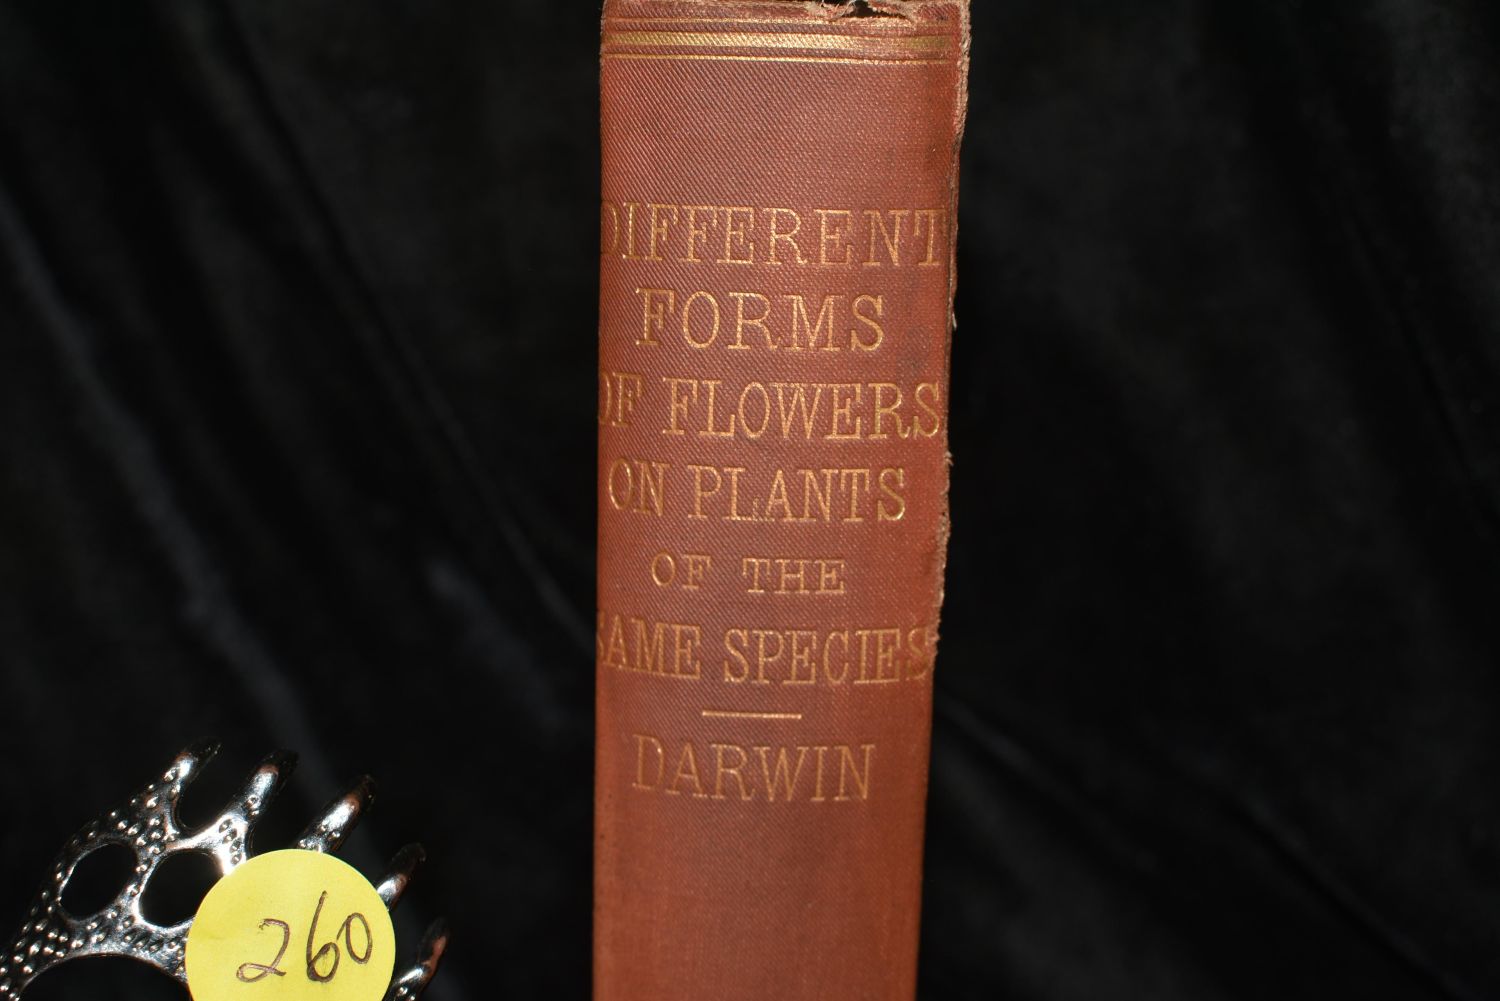 DIFFERENT
FORMS
OF FLOWERS
ON PLANTS
OF THE
SAME SPECIES
DARWIN
260